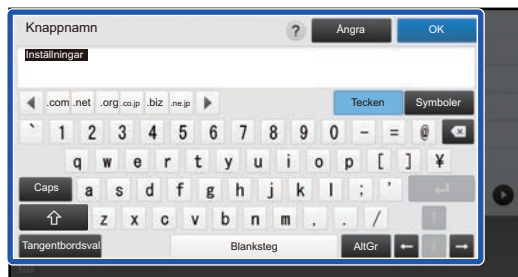 Knappnamn ? Ångra OK
Inställningar
.com .net .org .co.jp .biz .ne.jp Tecken Symboler
` 1 2 3 4 5 6 7 8 9 0 - = @
q w e r t y u i o p [ ] ¥
Caps a s d f g h j k l ; '
z x c v b n m , . /
Tangentbordsval Blanksteg AltGr